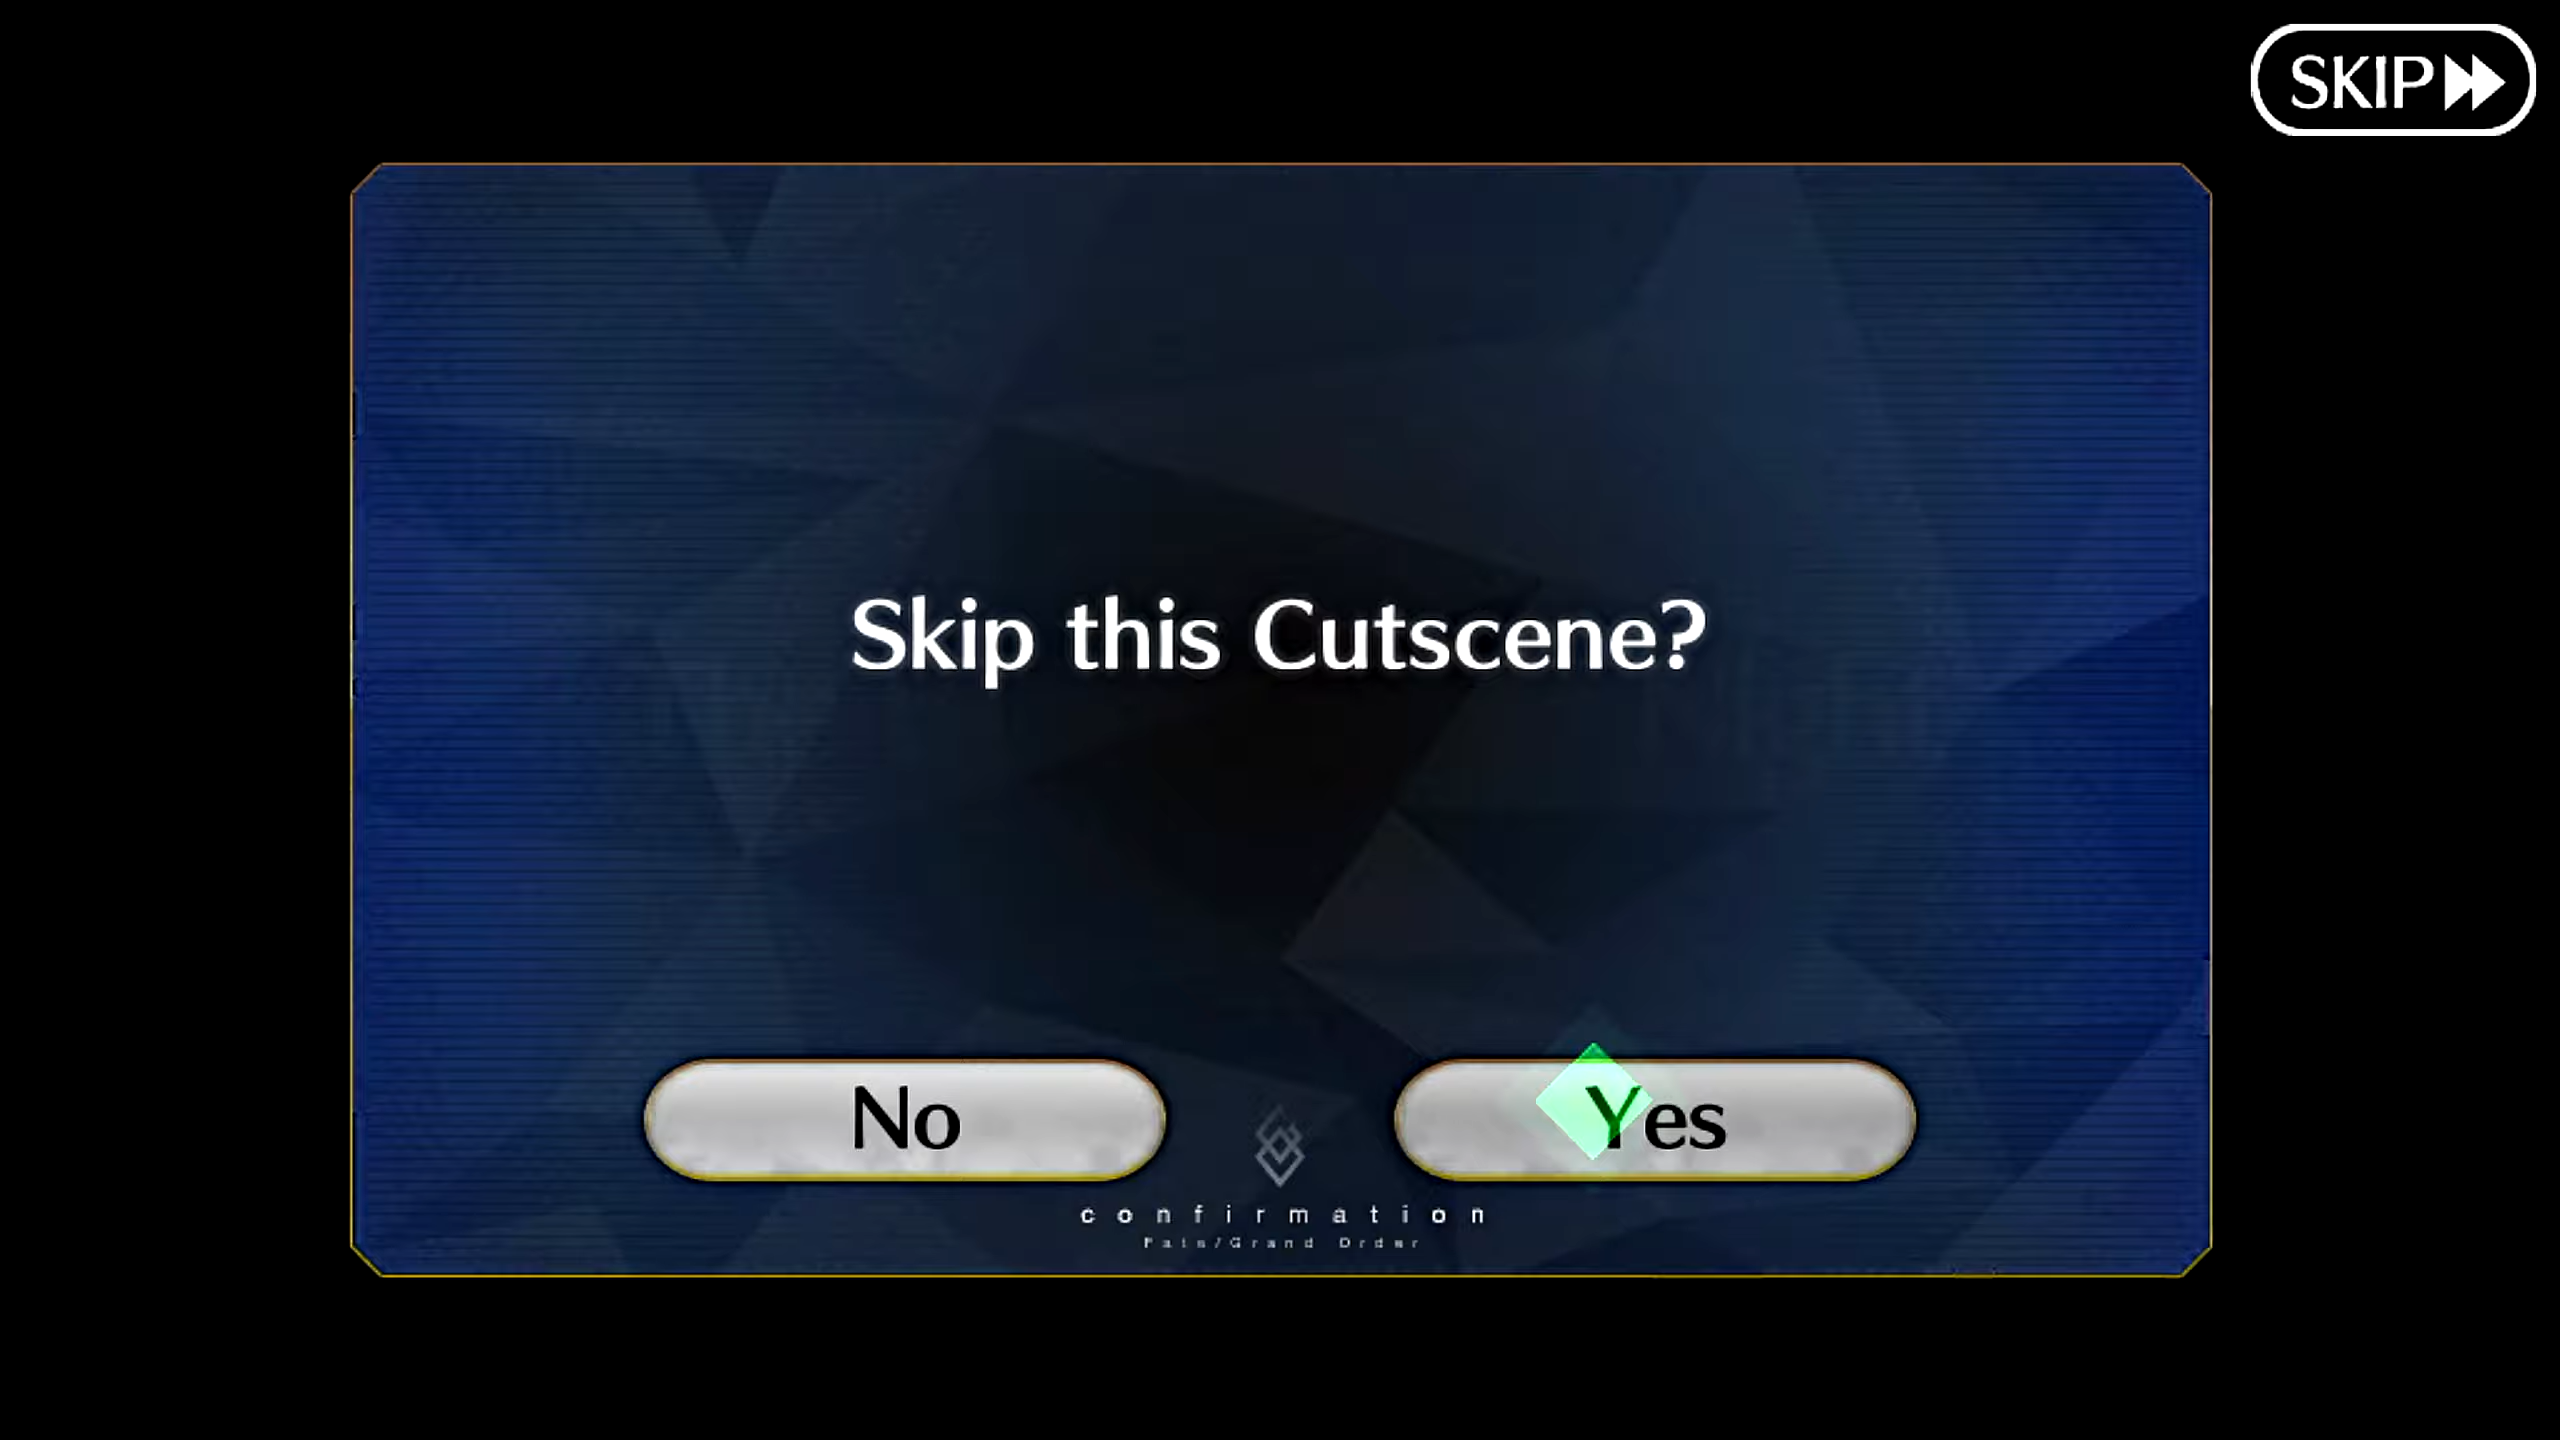 SKIP
Skip this Cutscene?
No
Yes
confirmation
Fate/Grand Order